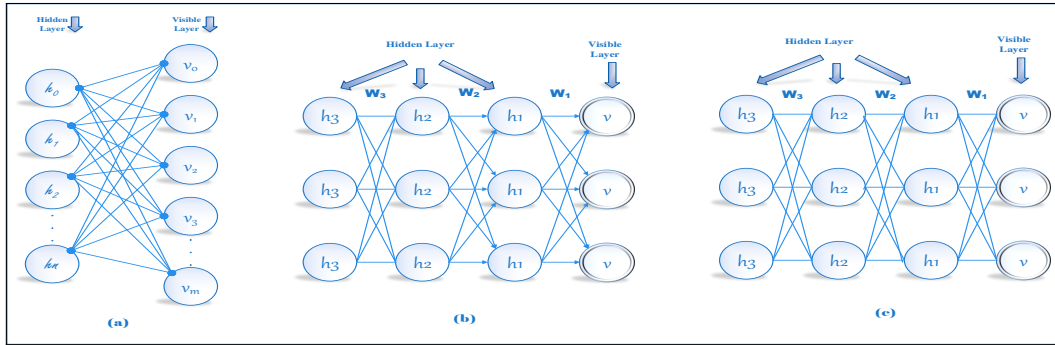 Hidden
Layer
Visible
Layer
h0
h1
h2
hn
v0
v1
v2
v3
vm
(a)
Hidden Layer
Visible
Layer
W3 W2 W1
h3 h2 h1 v
h3 h2 h1 v
h3 h2 h1 v
(b)
Hidden Layer
Visible
Layer
W3 W2 W1
h3 h2 h1 v
h3 h2 h1 v
h3 h2 h1 v
(c)